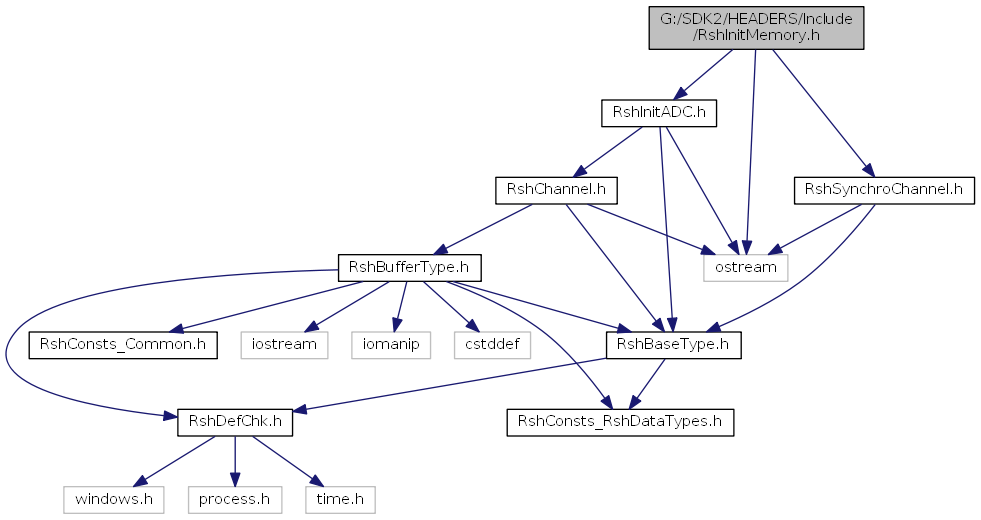 G:/SDK2/HEADERS/Include
/RshInitMemory.h
RshInitADC.h
RshChannel.h
RshSynchroChannel.h
RshBufferType.h
ostream
RshConsts_Common.h
iostream
iomanip
cstddef
RshBaseType.h
RshDefChk.h
RshConsts_RshDataTypes.h
windows.h
process.h
time.h